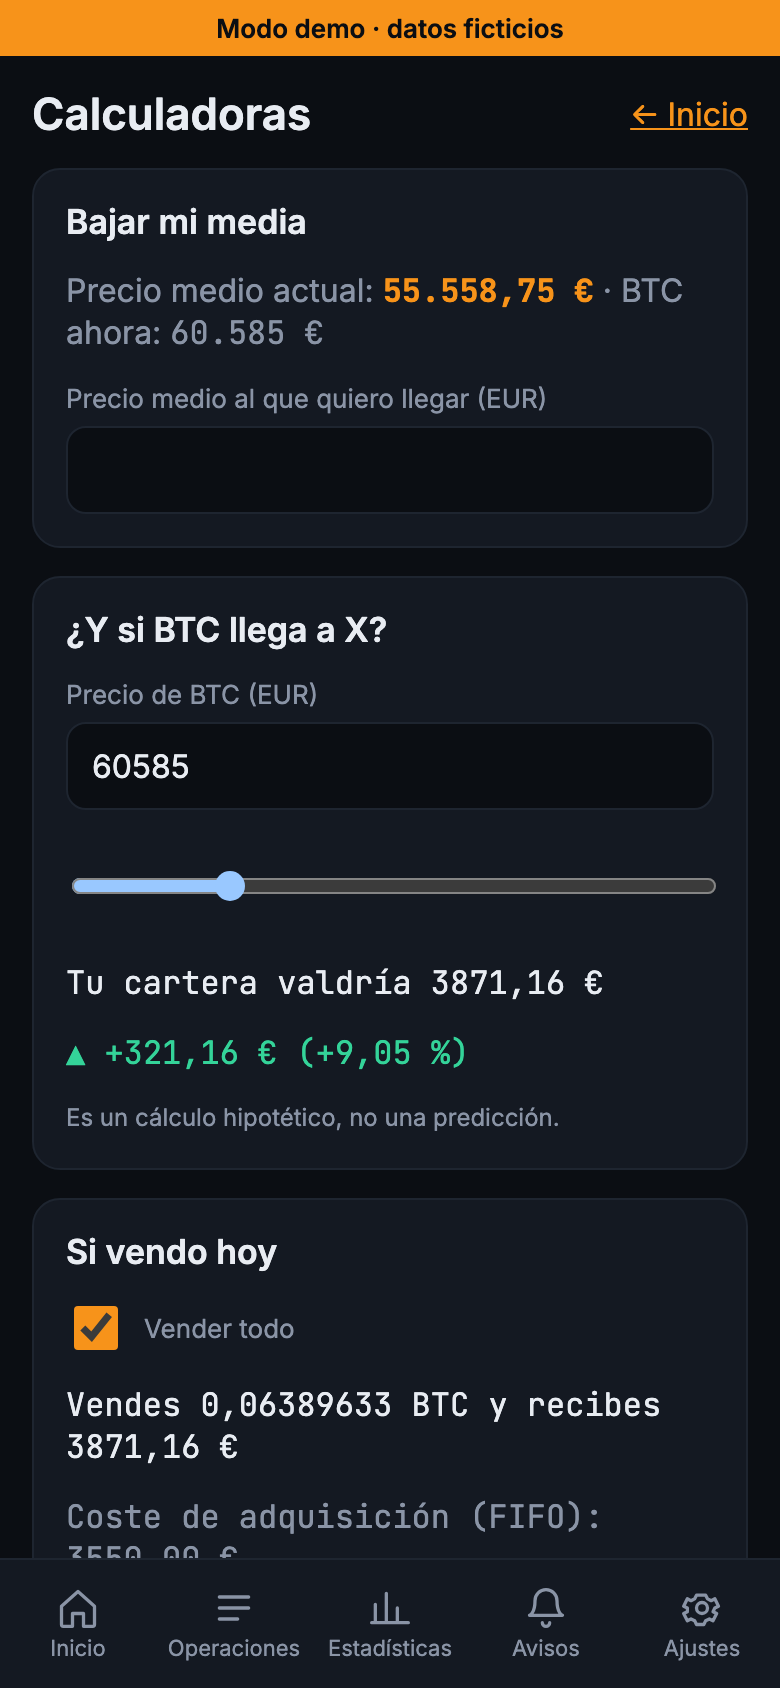 Modo demo · datos ficticios
Calculadoras
← Inicio
Bajar mi media
Precio medio actual: 55.558,75 € · BTC
ahora: 60.585 €
Precio medio al que quiero llegar (EUR)
¿Y si BTC llega a X?
Precio de BTC (EUR)
60585
Tu cartera valdría 3871,16 €
▲ +321,16 € (+9,05 %)
Es un cálculo hipotético, no una predicción.
Si vendo hoy
Vender todo
Vendes 0,06389633 BTC y recibes
3871,16 €
Coste de adquisición (FIFO):
3550,00 €
Inicio
Operaciones
Estadísticas
Avisos
Ajustes